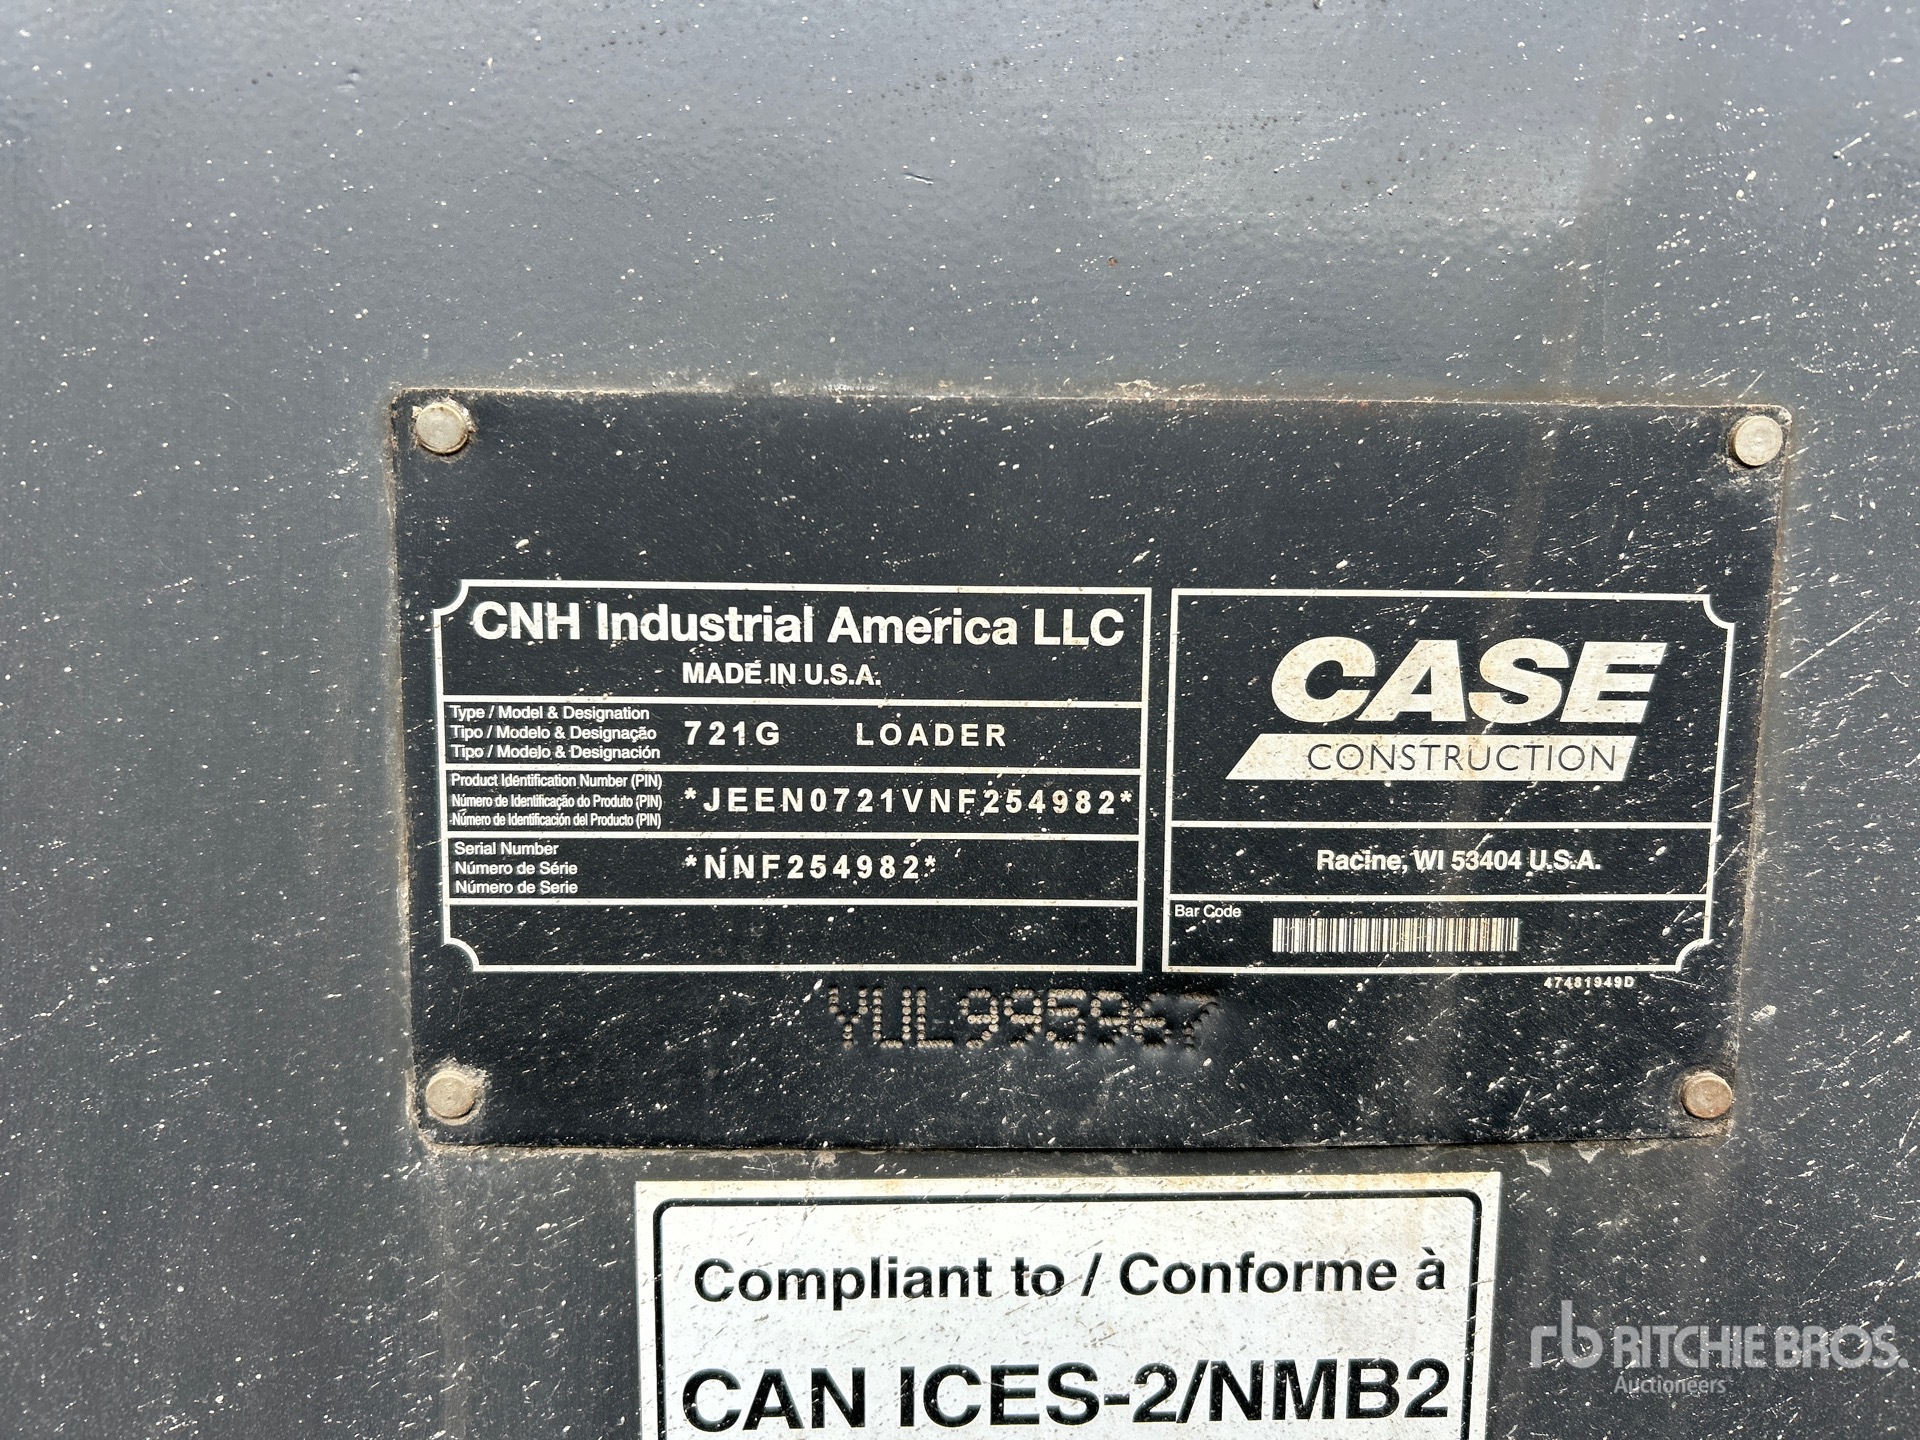 CNH Industrial America LLC
MADE IN U.S.A.
Type / Model & Designation
Tipo / Modelo & Designação
Tipo / Modelo & Designación
721G LOADER
Product Identification Number (PIN)
Número de Identificação do Produto (PIN)
Número de Identificación del Producto (PIN)
*JEEN0721VNF254982*
Serial Number
Número de Série
Número de Serie
*NNF254982*
CASE
CONSTRUCTION
Racine, WI 53404 U.S.A.
Bar Code
47481949D
YUL995967
Compliant to / Conforme à
CAN ICES-2/NMB2
rb RITCHIE BROS.
Auctioneers